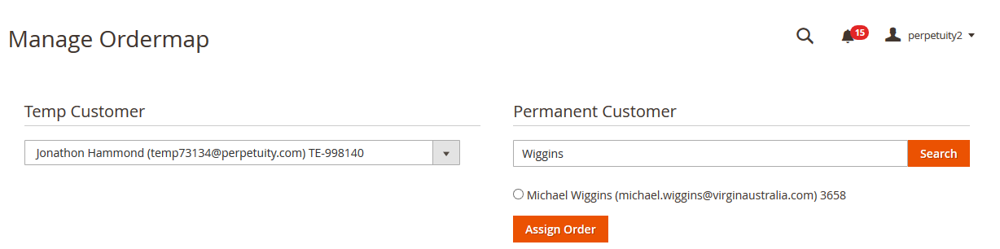 Manage Ordermap
15
perpetuity2
Temp Customer
Permanent Customer
Jonathon Hammond (temp73134@perpetuity.com) TE-998140
Wiggins
Search
Michael Wiggins (michael.wiggins@virginaustralia.com) 3658
Assign Order